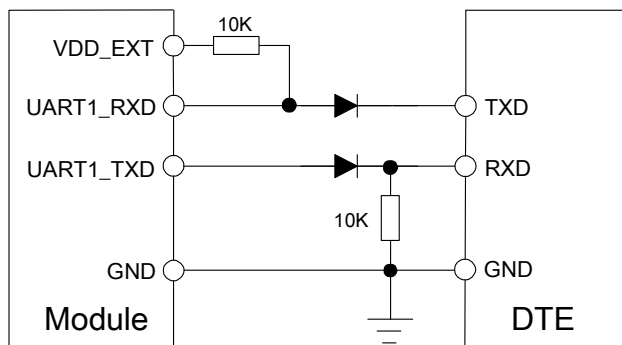 10K
VDD_EXT
UART1_RXD TXD
UART1_TXD RXD
10K
GND GND
Module DTE